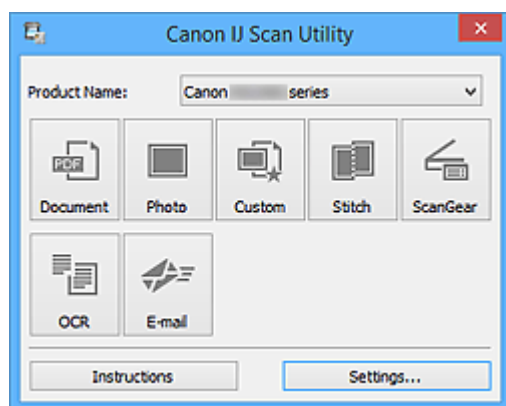 Canon IJ Scan Utility
Product Name: Canon series
PDF
Document Photo Custom Stitch ScanGear
OCR E-mail
Instructions Settings...